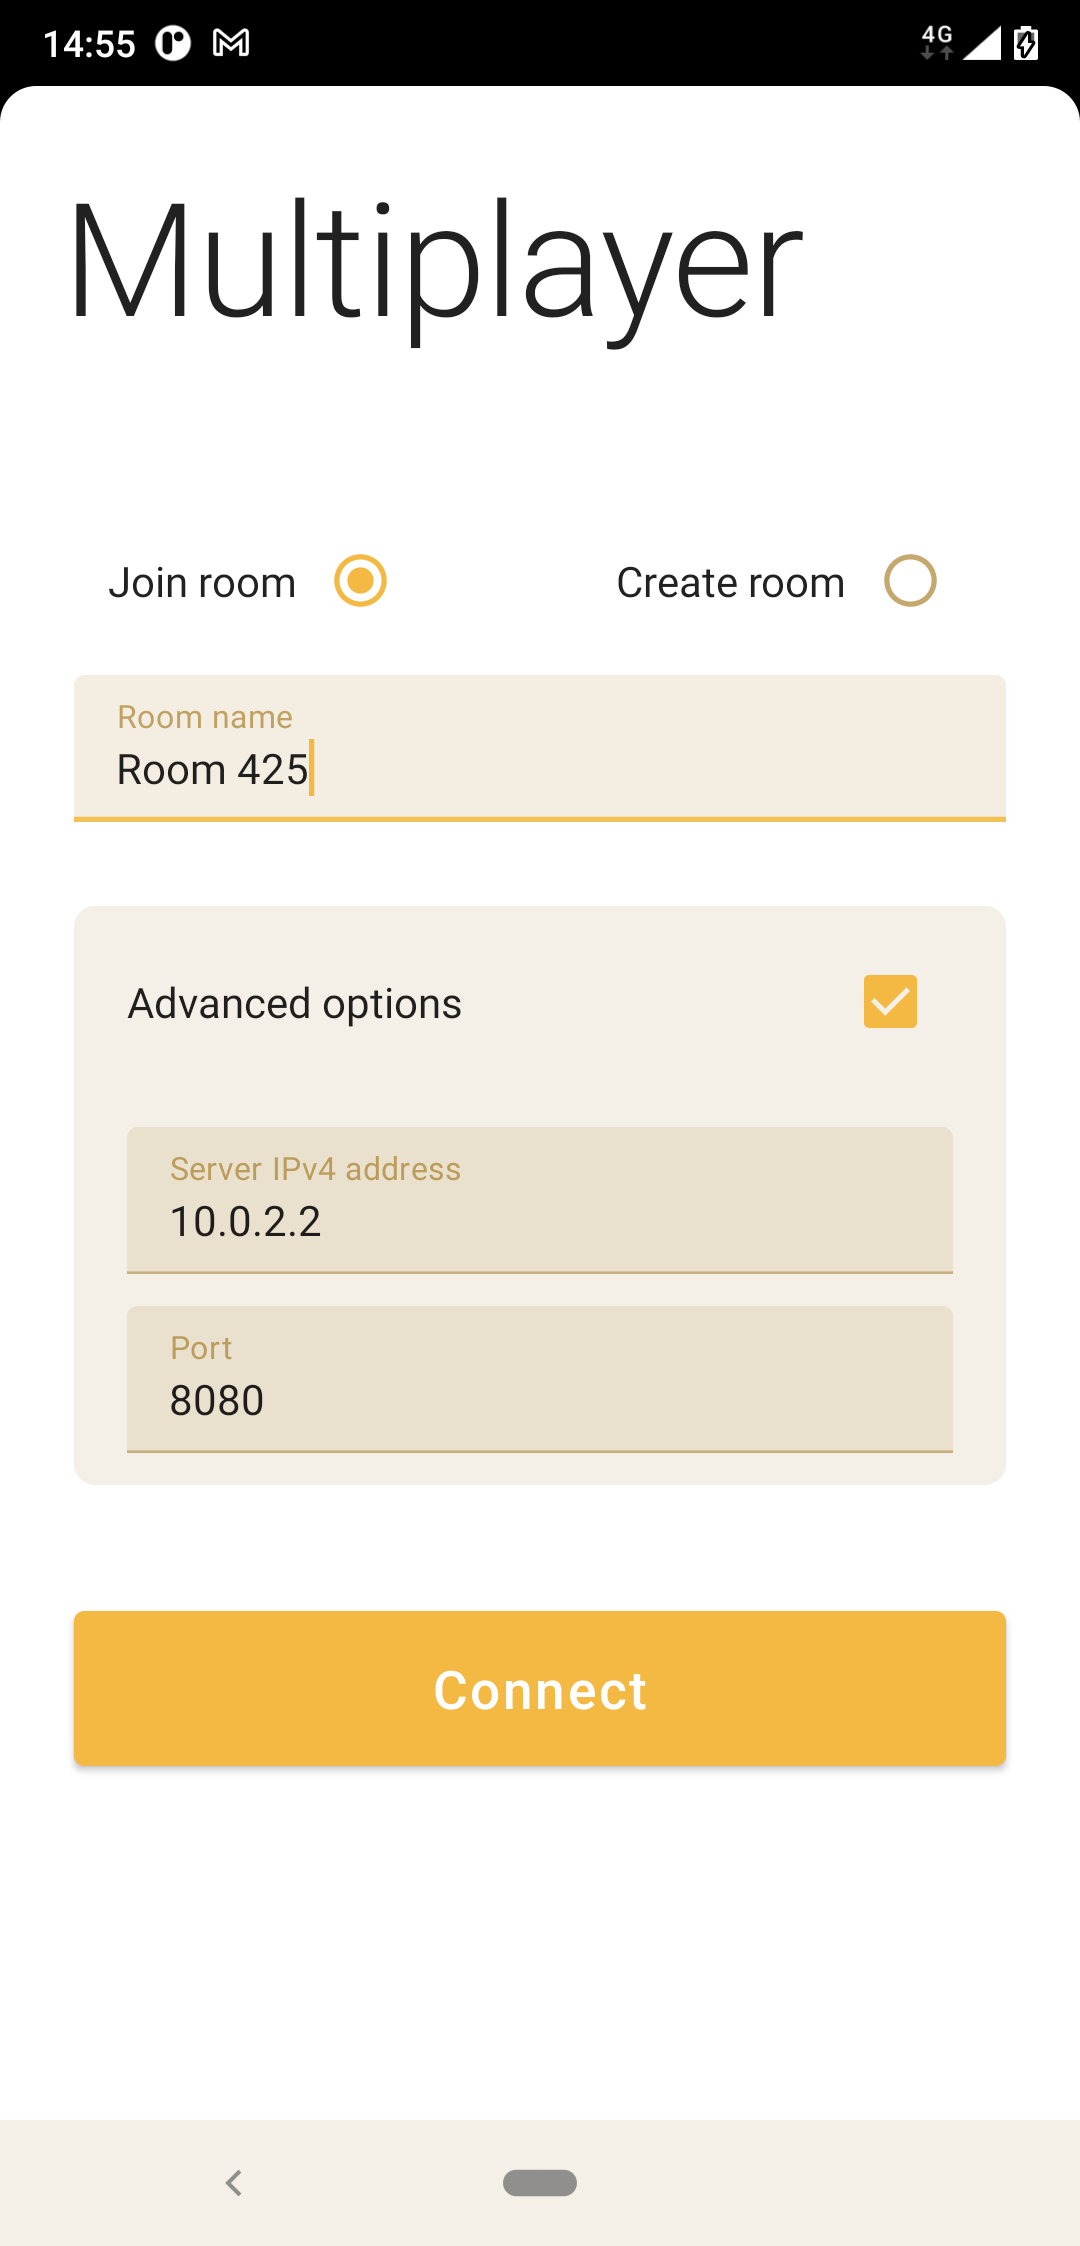 14:55
4G
Multiplayer
Join room
Create room
Room name
Room 425
Advanced options
Server IPv4 address
10.0.2.2
Port
8080
Connect